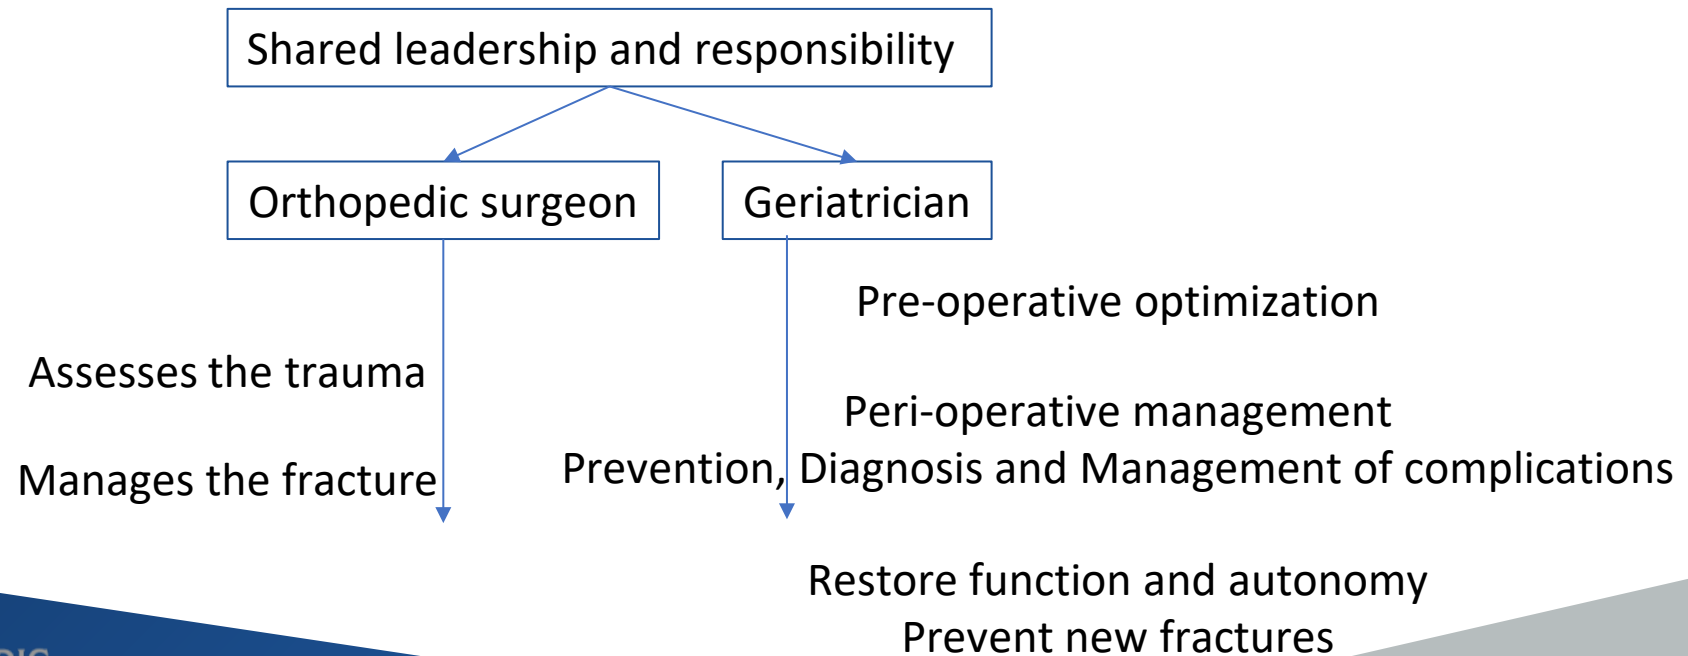 Shared leadership and responsibility
Orthopedic surgeon
Geriatrician
Pre-operative optimization
Assesses the trauma
Peri-operative management
Manages the fracture
Prevention, Diagnosis and Management of complications
Restore function and autonomy
Prevent new fractures